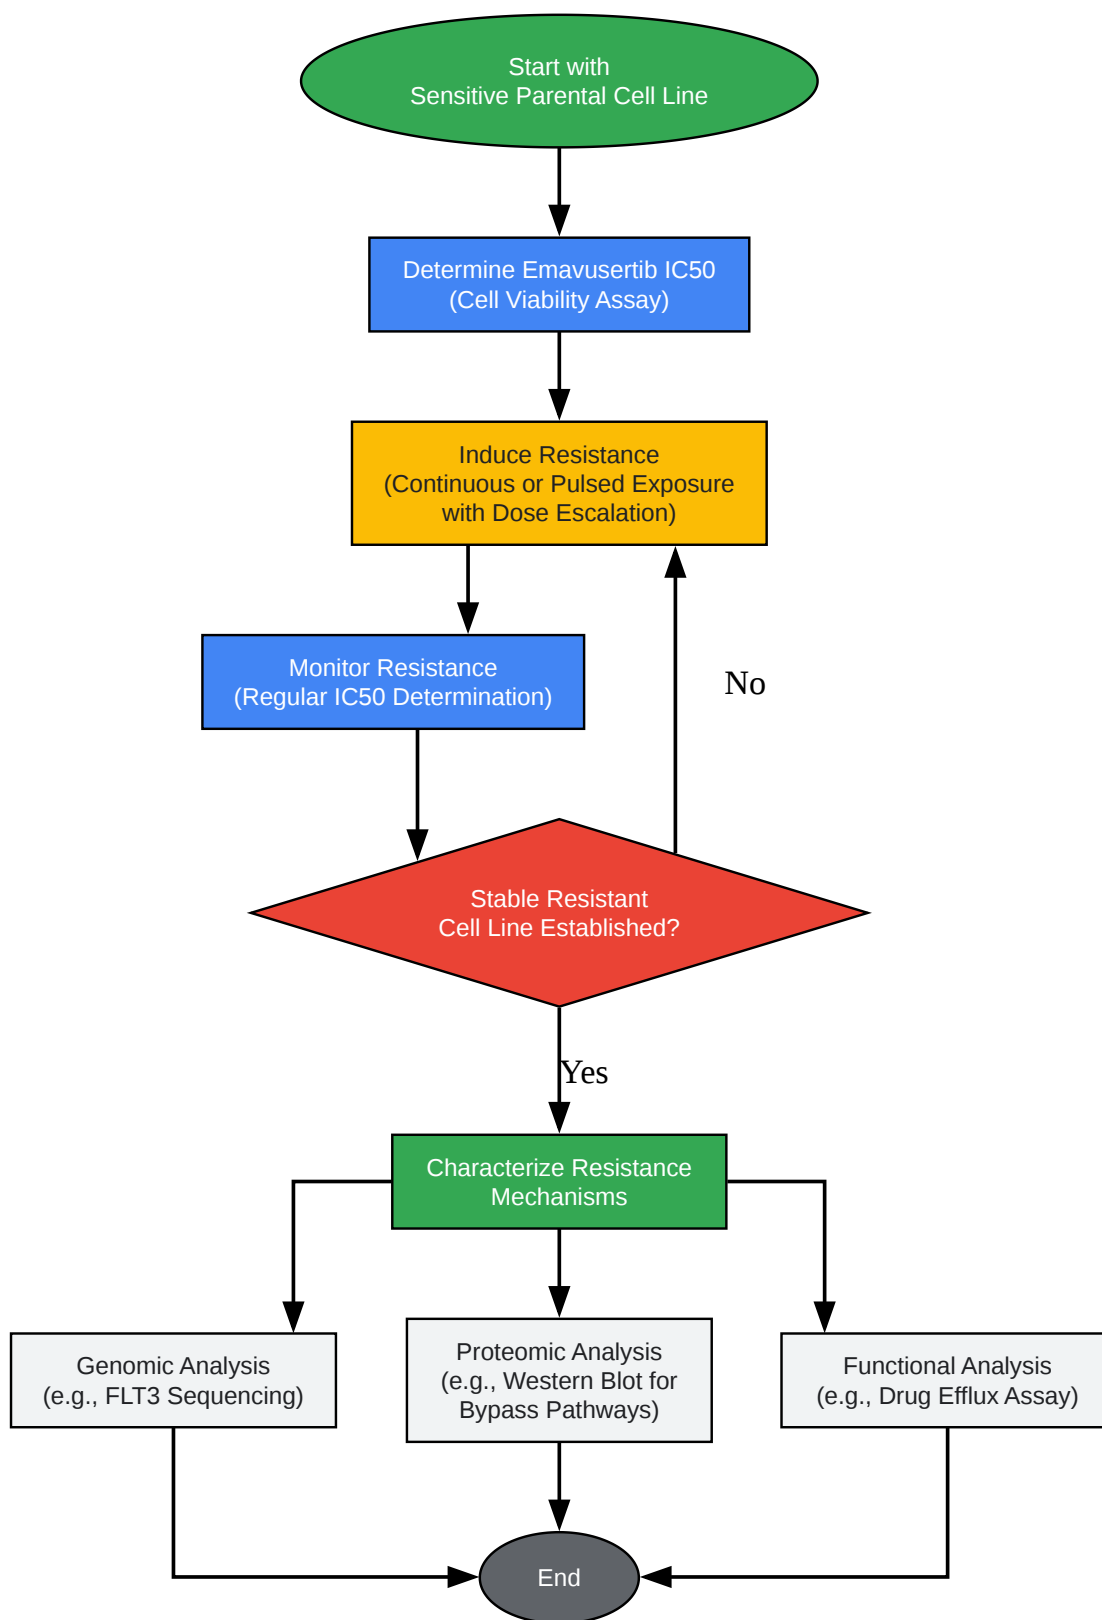 Start with
Sensitive Parental Cell Line
Determine Emavusertib IC50
(Cell Viability Assay)
Induce Resistance
(Continuous or Pulsed Exposure
with Dose Escalation)
Monitor Resistance
(Regular IC50 Determination)
No
Stable Resistant
Cell Line Established?
Yes
Characterize Resistance
Mechanisms
Genomic Analysis
(e.g., FLT3 Sequencing)
Proteomic Analysis
(e.g., Western Blot for
Bypass Pathways)
Functional Analysis
(e.g., Drug Efflux Assay)
End